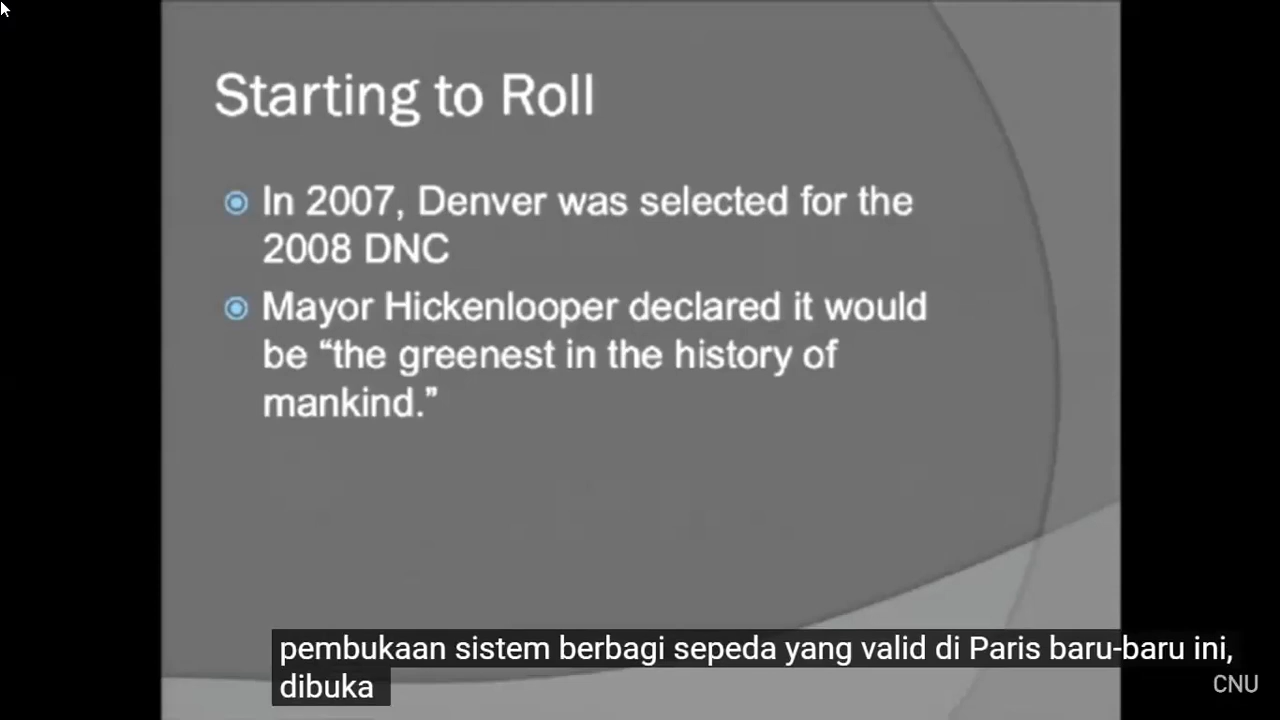 Starting to Roll
In 2007, Denver was selected for the
2008 DNC
Mayor Hickenlooper declared it would
be “the greenest in the history of
mankind.”
pembukaan sistem berbagi sepeda yang valid di Paris baru-baru ini,
dibuka
CNU